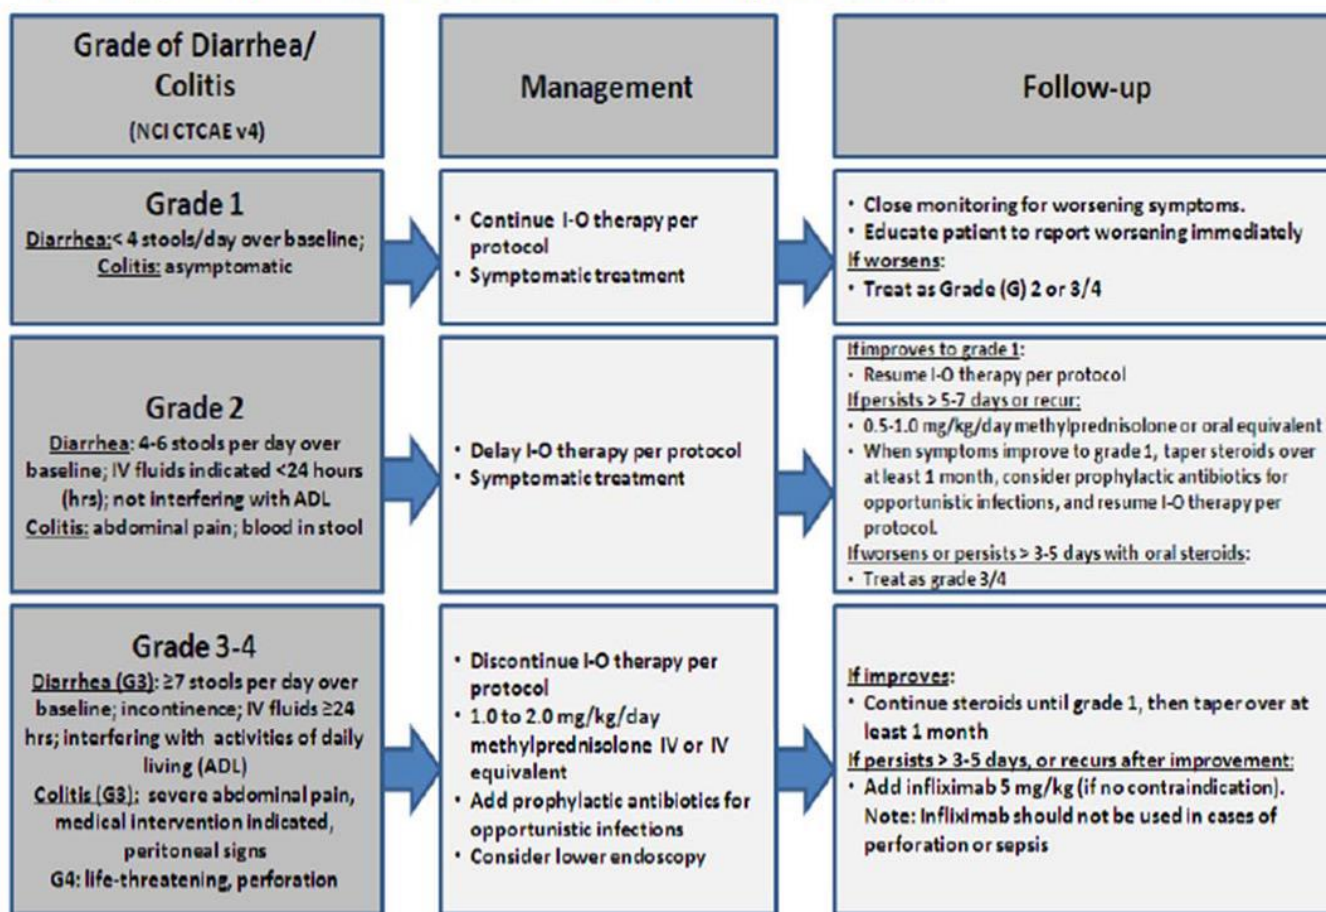 Grade of Diarrhea/
Colitis
(NCI CTCAE v4)
Management
Follow-up
Grade 1
Diarrhea:< 4 stools/day over baseline;
Colitis: asymptomatic
• Continue I-O therapy per
protocol
• Symptomatic treatment
• Close monitoring for worsening symptoms.
• Educate patient to report worsening immediately
If worsens:
• Treat as Grade (G) 2 or 3/4
Grade 2
Diarrhea: 4-6 stools per day over
baseline; IV fluids indicated <24 hours
(hrs); not interfering with ADL
Colitis: abdominal pain; blood in stool
• Delay I-O therapy per protocol
• Symptomatic treatment
If improves to grade 1:
• Resume I-O therapy per protocol
If persists > 5-7 days or recur:
• 0.5-1.0 mg/kg/day methylprednisolone or oral equivalent
• When symptoms improve to grade 1, taper steroids over
at least 1 month, consider prophylactic antibiotics for
opportunistic infections, and resume I-O therapy per
protocol.
If worsens or persists > 3-5 days with oral steroids:
• Treat as grade 3/4
Grade 3-4
Diarrhea (G3): ≥7 stools per day over
baseline; incontinence; IV fluids ≥24
hrs; interfering with activities of daily
living (ADL)
Colitis (G3): severe abdominal pain,
medical intervention indicated,
peritoneal signs
G4: life-threatening, perforation
• Discontinue I-O therapy per
protocol
• 1.0 to 2.0 mg/kg/day
methylprednisolone IV or IV
equivalent
• Add prophylactic antibiotics for
opportunistic infections
• Consider lower endoscopy
If improves:
• Continue steroids until grade 1, then taper over at
least 1 month
If persists > 3-5 days, or recurs after improvement:
• Add infliximab 5 mg/kg (if no contraindication).
Note: Infliximab should not be used in cases of
perforation or sepsis